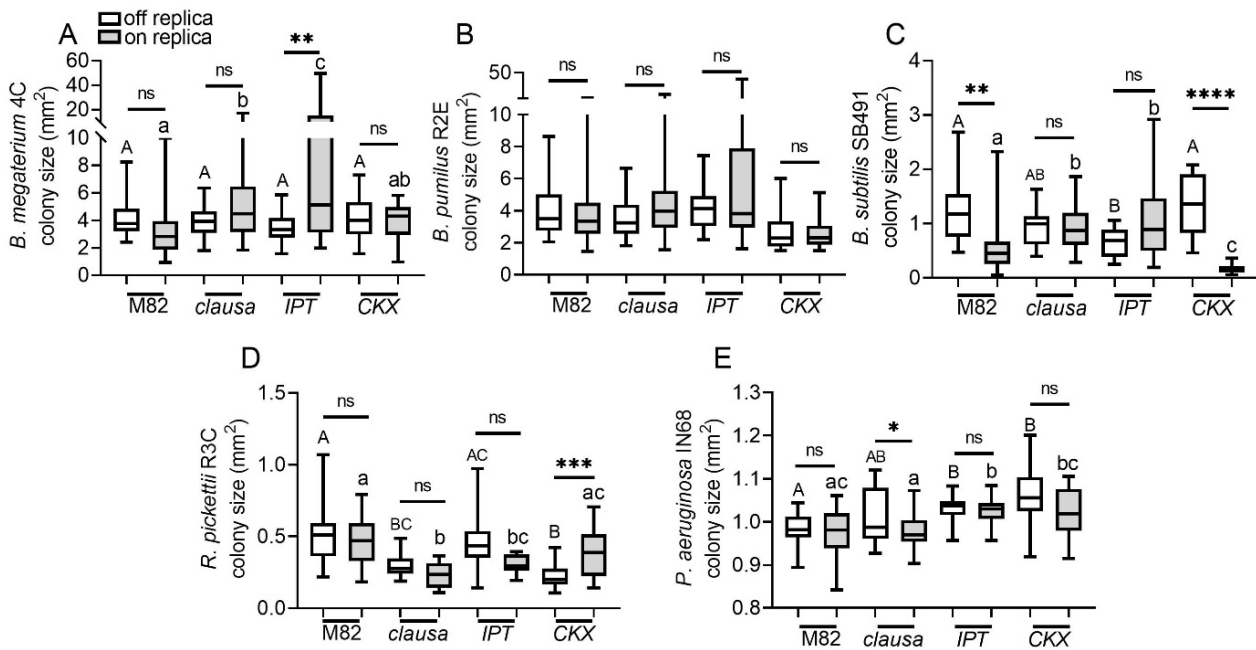 off replica
on replica
A
B. megaterium 4C
colony size (mm²)
60
40
20
10
8
6
4
2
0
ns
ns
**
ns
A
a
A
b
A
c
A
ab
M82
clausa
IPT
CKX
B
B. pumilus R2E
colony size (mm²)
50
10
8
6
4
2
0
ns
ns
ns
ns
M82
clausa
IPT
CKX
C
B. subtilis SB491
colony size (mm²)
4
3
2
1
0
**
ns
ns
****
A
a
AB
b
B
b
A
c
M82
clausa
IPT
CKX
D
R. pickettii R3C
colony size (mm²)
1.5
1.0
0.5
0.0
ns
ns
ns
***
A
a
BC
b
AC
bc
B
ac
M82
clausa
IPT
CKX
E
P. aeruginosa IN68
colony size (mm²)
1.3
1.2
1.1
1.0
0.9
0.8
ns
*
ns
ns
A
ac
AB
a
B
b
B
bc
M82
clausa
IPT
CKX